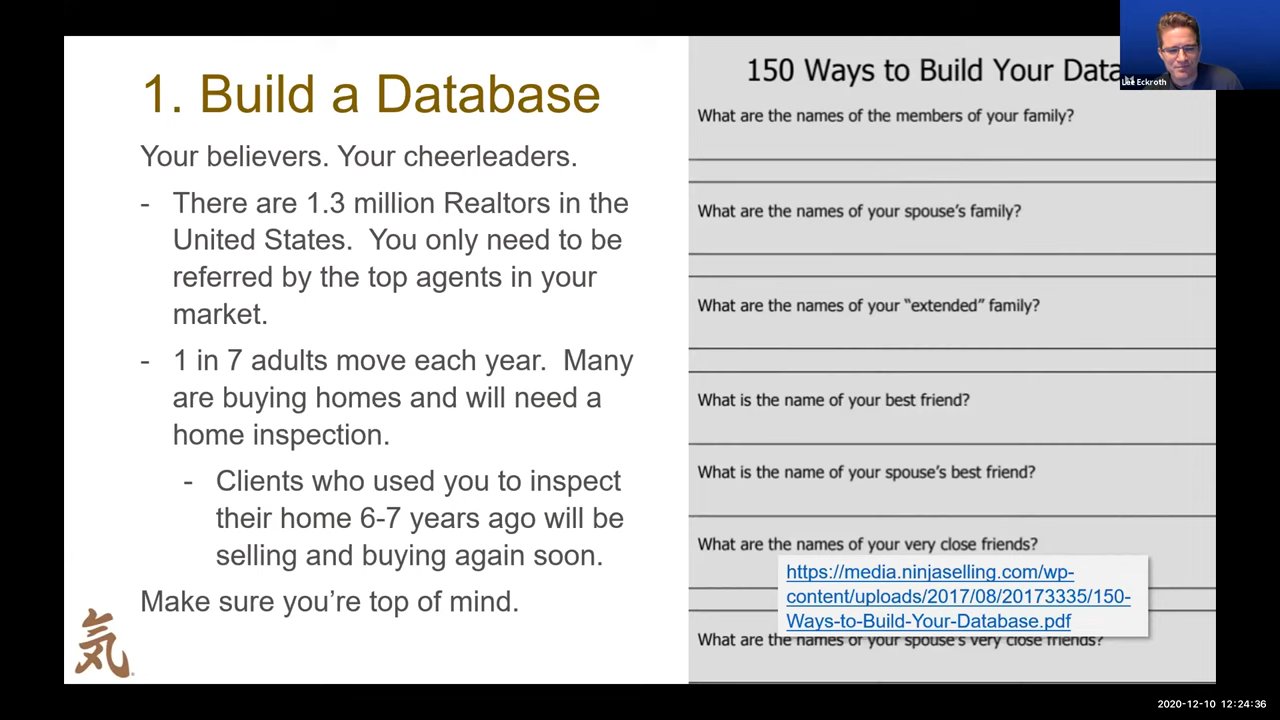 1. Build a Database
Your believers. Your cheerleaders.
- There are 1.3 million Realtors in the
United States. You only need to be
referred by the top agents in your
market.
- 1 in 7 adults move each year. Many
are buying homes and will need a
home inspection.
- Clients who used you to inspect
their home 6-7 years ago will be
selling and buying again soon.
Make sure you’re top of mind.
気
150 Ways to Build Your Data
What are the names of the members of your family?
What are the names of your spouse’s family?
What are the names of your “extended” family?
What is the name of your best friend?
What is the name of your spouse’s best friend?
What are the names of your very close friends?
https://media.ninjaselling.com/wp-
content/uploads/2017/08/20173335/150-
Ways-to-Build-Your-Database.pdf
What are the names of your spouse’s very close friends?
Lee Eckroth
2020-12-10 12:24:36